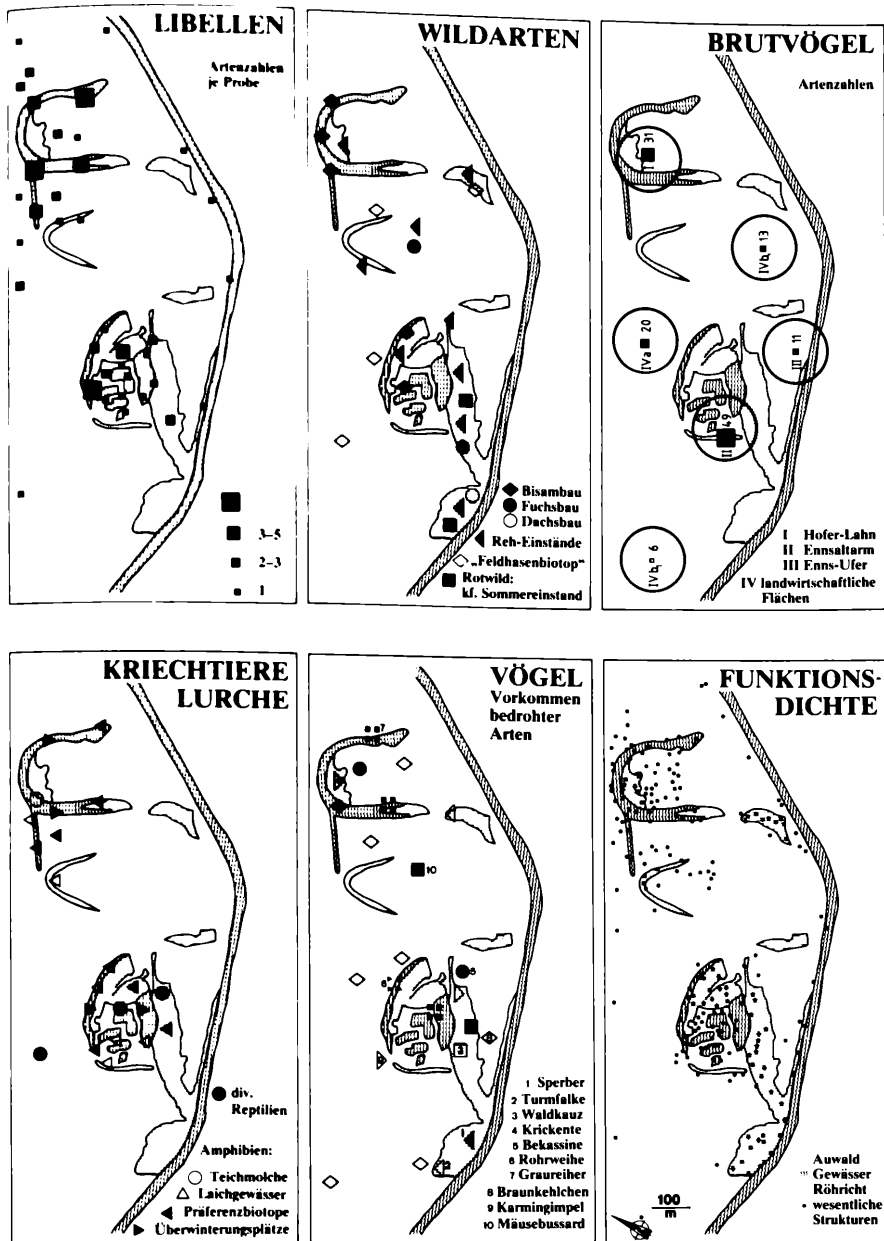 LIBELLEN
Artenzahlen
je Probe
3–5
2–3
1
WILDARTEN
Bisambau
Fuchsbau
Dachsbau
Reh-Einstände
„Feldhasenbiotop"
Rotwild:
kf. Sommereinstand
BRUTVÖGEL
Artenzahlen
I 31
IVb₂ 13
IVa 20
III 11
II 49
IVb₁ 6
I Hofer-Lahn
II Ennsaltarm
III Enns-Ufer
IV landwirtschaftliche
Flächen
KRIECHTIERE
LURCHE
div.
Reptilien
Amphibien:
Teichmolche
Laichgewässer
Präferenzbiotope
Überwinterungsplätze
VÖGEL
Vorkommen
bedrohter
Arten
7
10
3
1 Sperber
2 Turmfalke
3 Waldkauz
4 Krickente
5 Bekassine
6 Rohrweihe
7 Graureiher
8 Braunkehlchen
9 Karmingimpel
10 Mäusebussard
FUNKTIONS-
DICHTE
100
m
Auwald
Gewässer
Röhricht
wesentliche
Strukturen